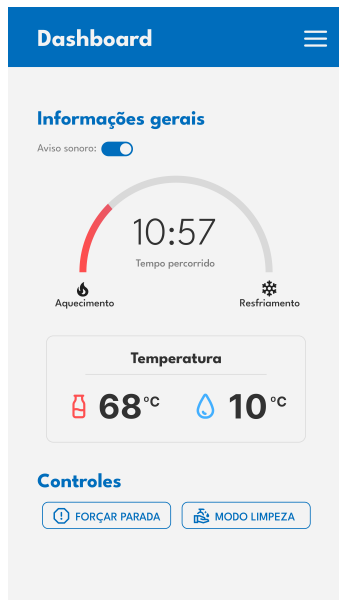 Dashboard
Informações gerais
Aviso sonoro:
10:57
Tempo percorrido
Aquecimento
Resfriamento
Temperatura
68°C 10°C
Controles
FORÇAR PARADA MODO LIMPEZA